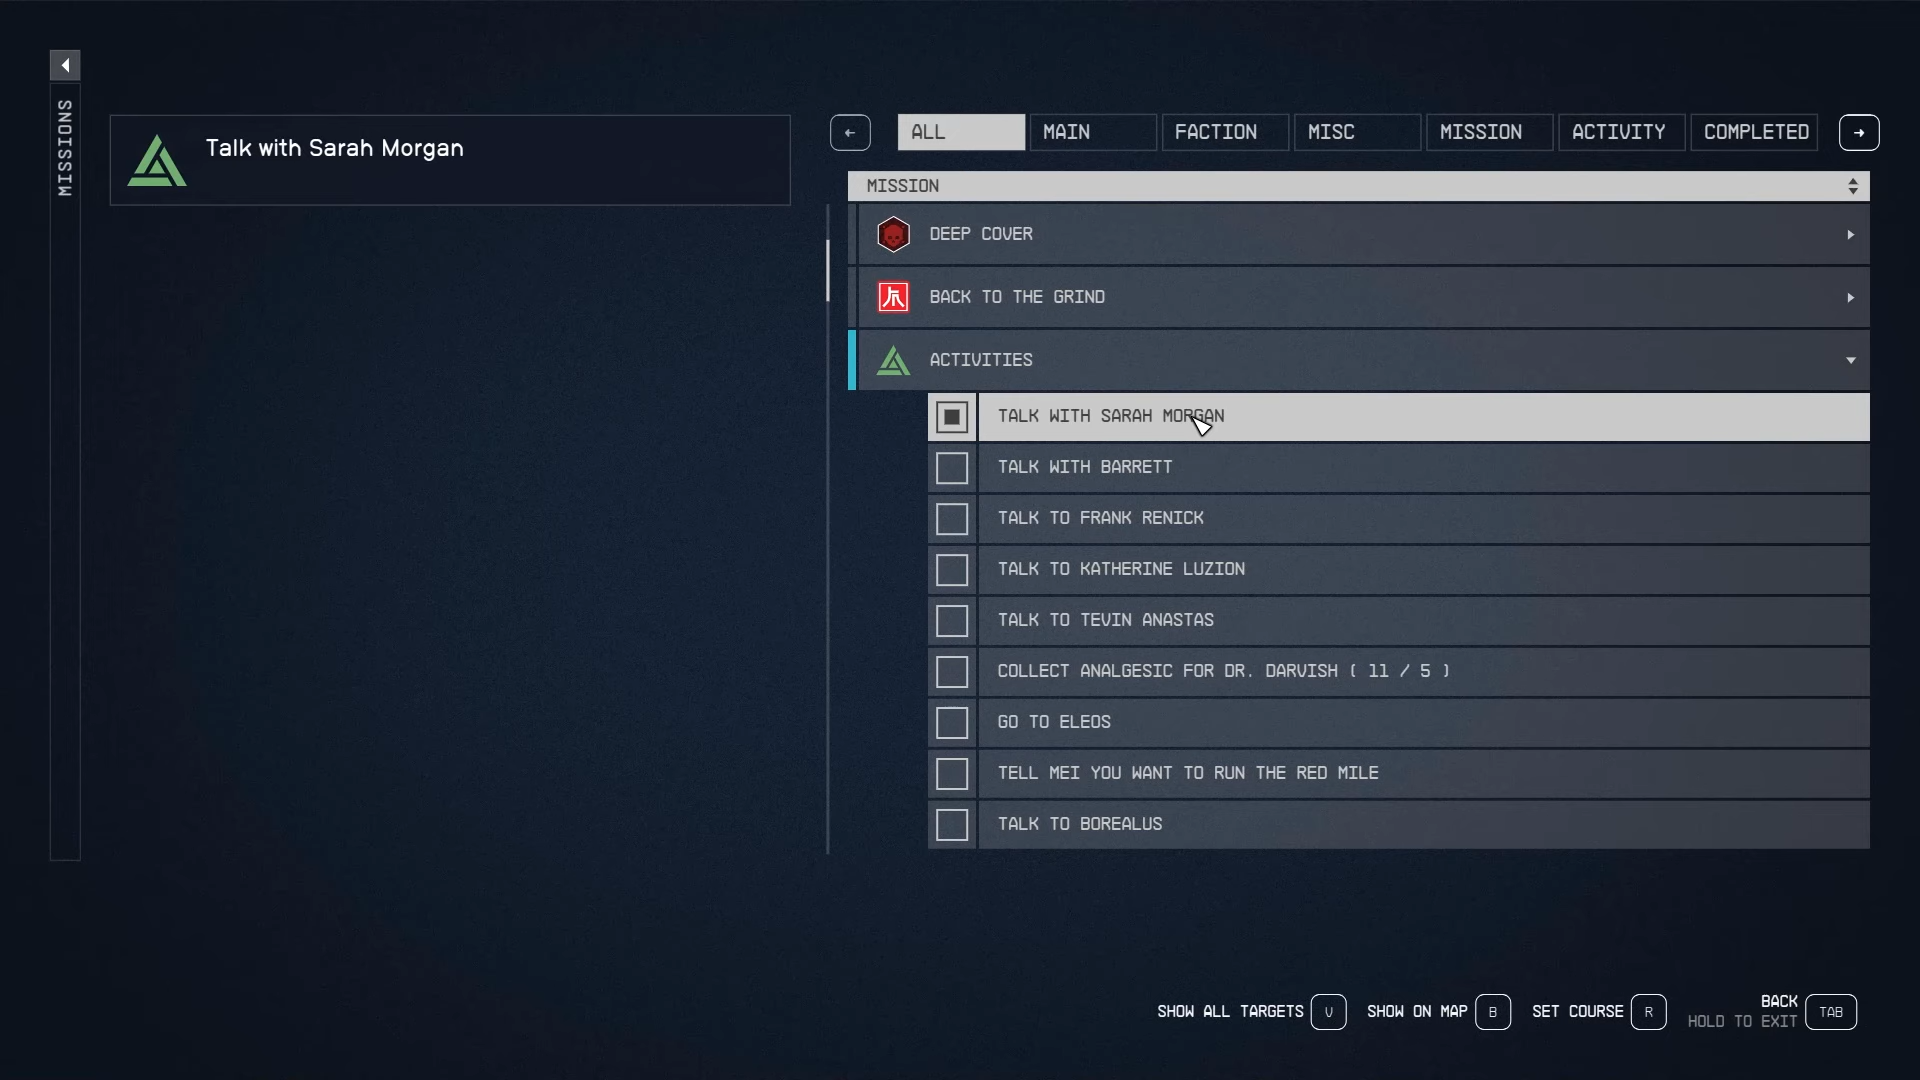 MISSIONS
Talk with Sarah Morgan
ALL
MAIN
FACTION
MISC
MISSION
ACTIVITY
COMPLETED
MISSION
DEEP COVER
BACK TO THE GRIND
ACTIVITIES
TALK WITH SARAH MORGAN
TALK WITH BARRETT
TALK TO FRANK RENICK
TALK TO KATHERINE LUZION
TALK TO TEVIN ANASTAS
COLLECT ANALGESIC FOR DR. DARVISH ( 11 / 5 )
GO TO ELEOS
TELL MEI YOU WANT TO RUN THE RED MILE
TALK TO BOREALUS
SHOW ALL TARGETS V
SHOW ON MAP B
SET COURSE R
BACK TAB
HOLD TO EXIT